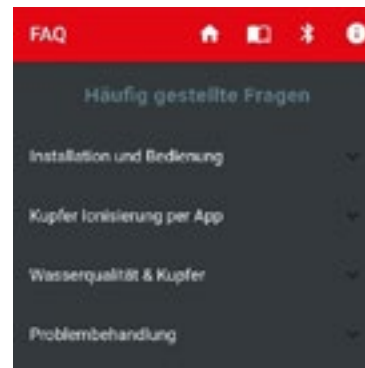 FAQ
Häufig gestellte Fragen
Installation und Bedienung
Kupfer Ionisierung per App
Wasserqualität & Kupfer
Problembehandlung